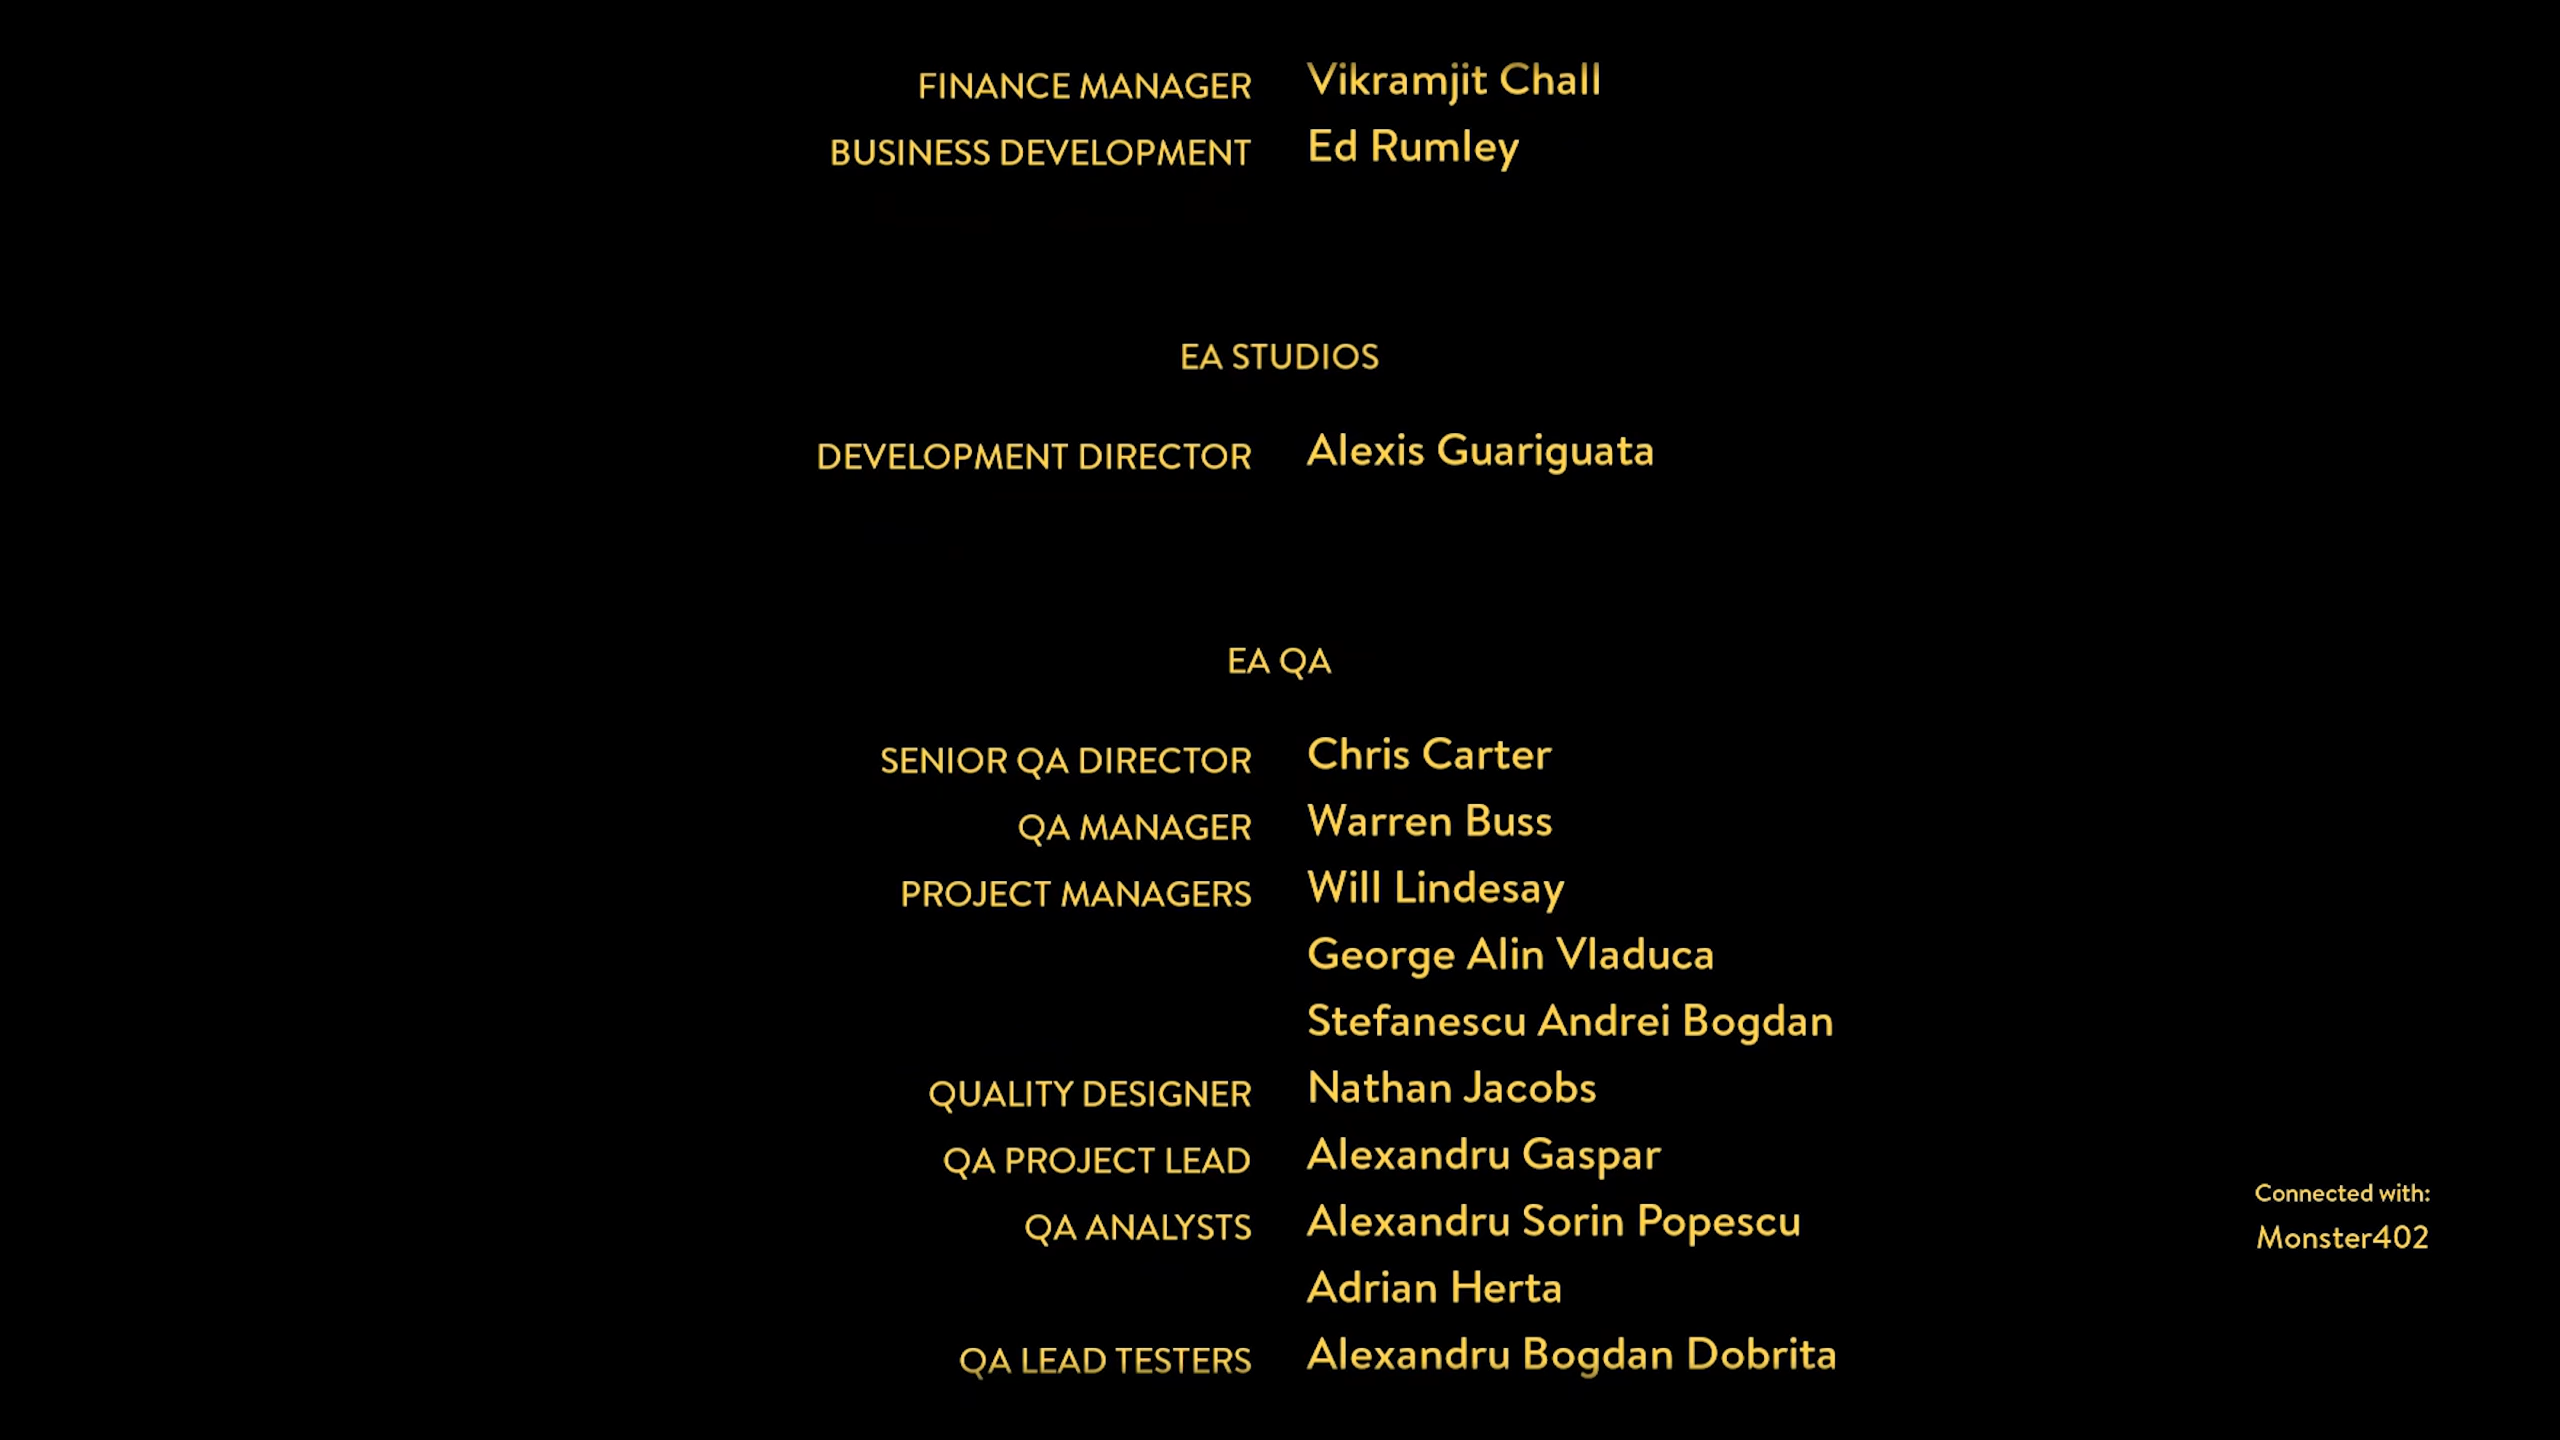 FINANCE MANAGER Vikramjit Chall
BUSINESS DEVELOPMENT Ed Rumley
EA STUDIOS
DEVELOPMENT DIRECTOR Alexis Guariguata
EA QA
SENIOR QA DIRECTOR Chris Carter
QA MANAGER Warren Buss
PROJECT MANAGERS Will Lindesay
George Alin Vladuca
Stefanescu Andrei Bogdan
QUALITY DESIGNER Nathan Jacobs
QA PROJECT LEAD Alexandru Gaspar
QA ANALYSTS Alexandru Sorin Popescu
Adrian Herta
QA LEAD TESTERS Alexandru Bogdan Dobrita
Connected with:
Monster402